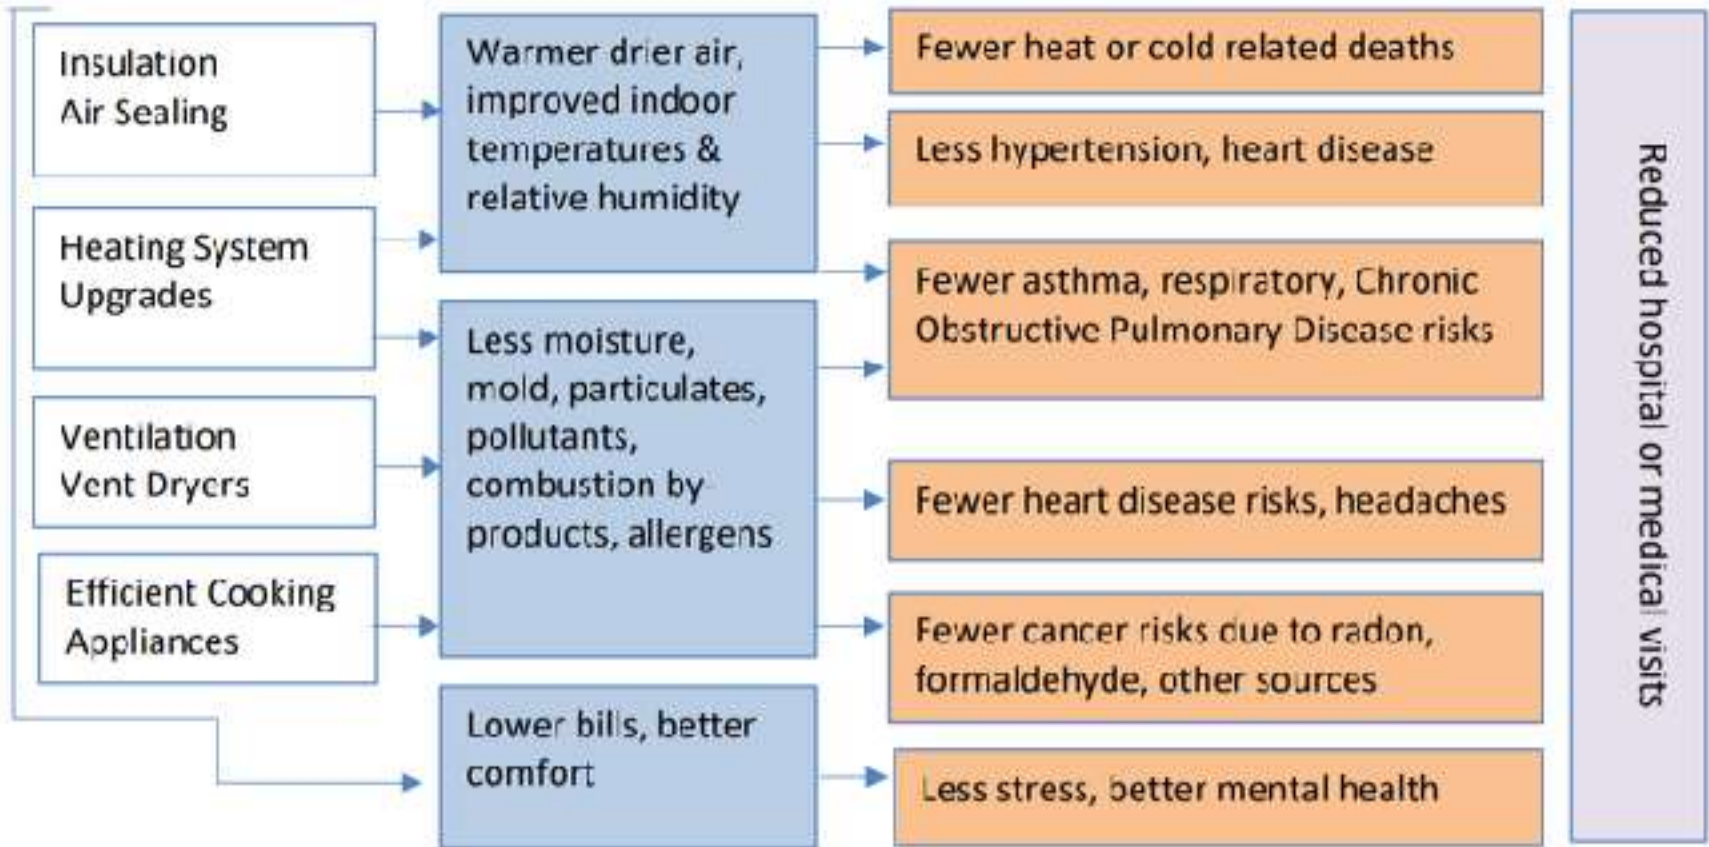 Insulation
Air Sealing
Heating System
Upgrades
Ventilation
Vent Dryers
Efficient Cooking
Appliances
Warmer drier air,
improved indoor
temperatures &
relative humidity
Less moisture,
mold, particulates,
pollutants,
combustion by
products, allergens
Lower bills, better
comfort
Fewer heat or cold related deaths
Less hypertension, heart disease
Fewer asthma, respiratory, Chronic
Obstructive Pulmonary Disease risks
Fewer heart disease risks, headaches
Fewer cancer risks due to radon,
formaldehyde, other sources
Less stress, better mental health
Reduced hospital or medical visits